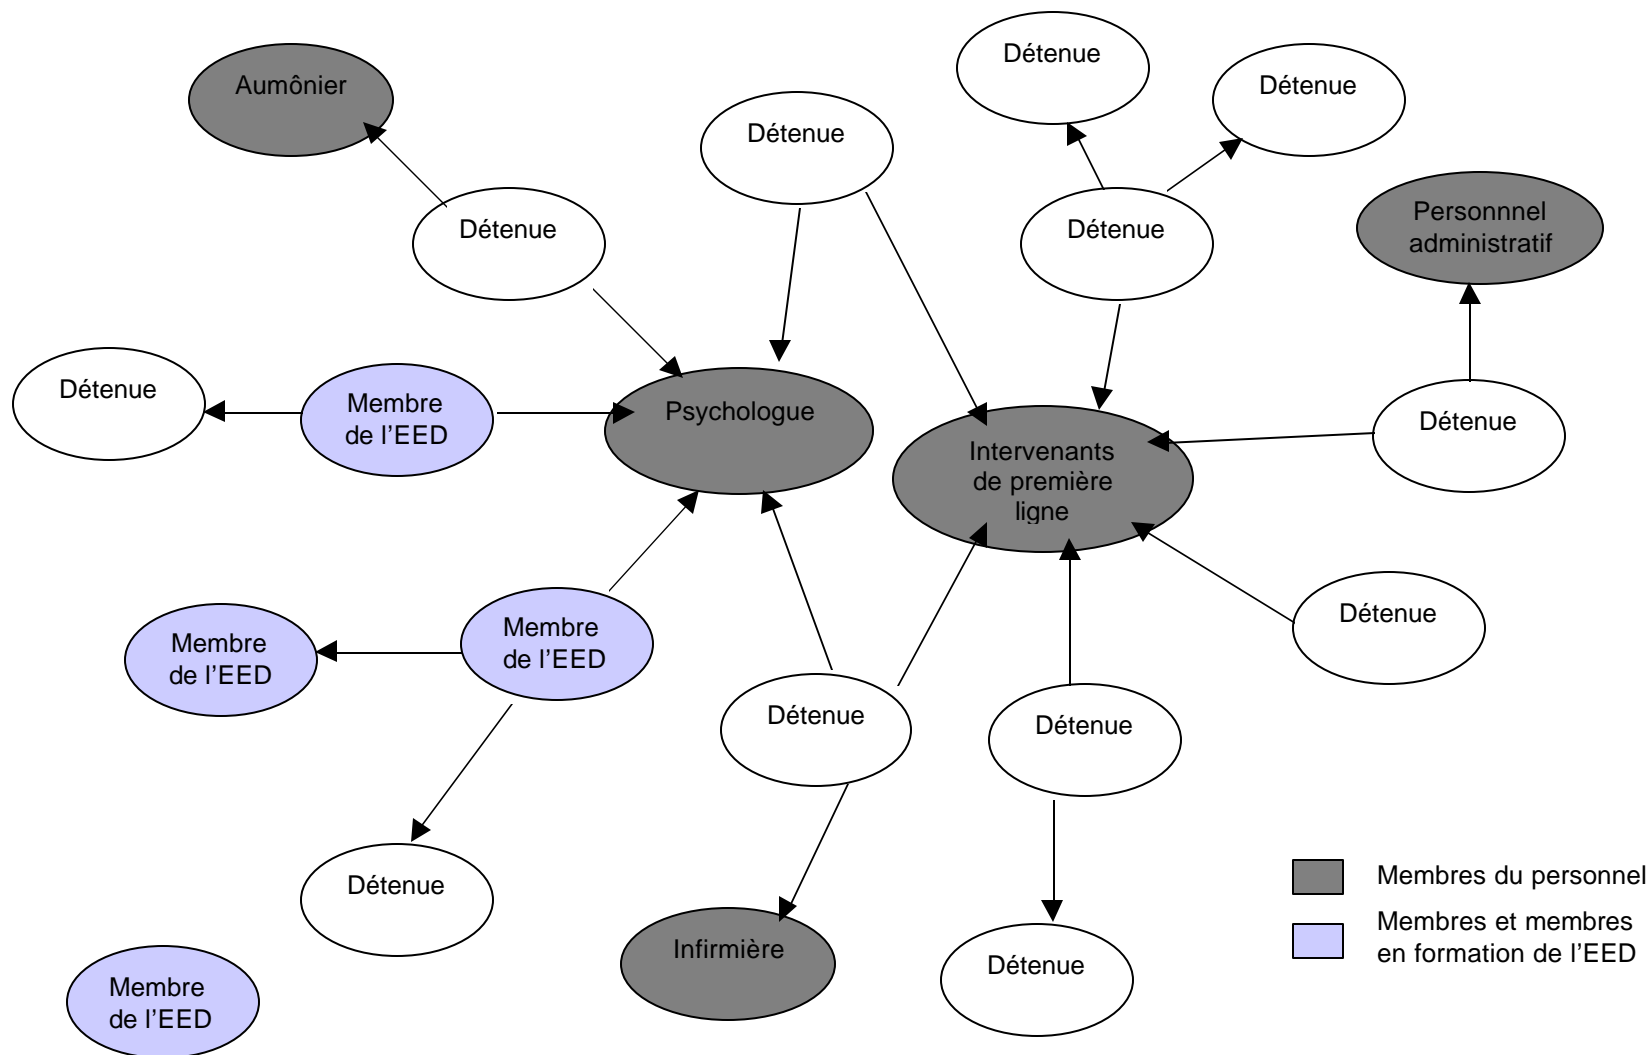 Détenue
Détenue
Aumônier
Détenue
Personnnel
administratif
Détenue
Détenue
Détenue
Membre
de l'EED
Psychologue
Détenue
Intervenants
de première
ligne
Détenue
Membre
de l'EED
Membre
de l'EED
Détenue
Détenue
Détenue
Détenue
Infirmière
Détenue
Membres du personnel
Membres et membres
en formation de l'EED
Membre
de l'EED